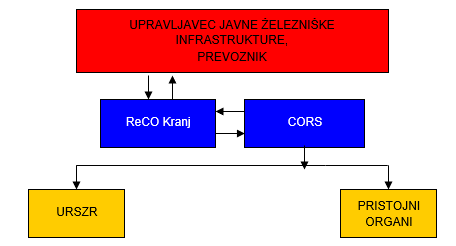 UPRAVLJAVEC JAVNE ŽELEZNIŠKE
INFRASTRUKTURE,
PREVOZNIK
ReCO Kranj
CORS
URSZR
PRISTOJNI
ORGANI